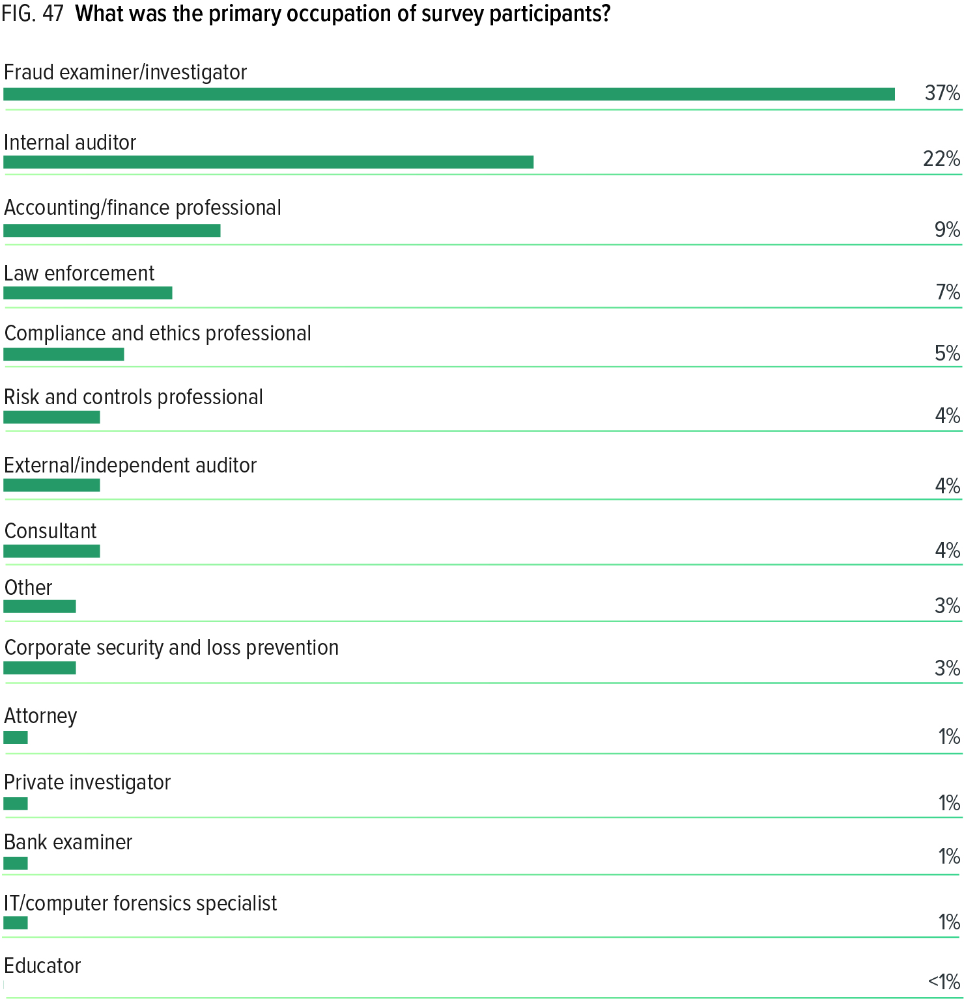 FIG. 47 What was the primary occupation of survey participants?
Fraud examiner/investigator
37%
Internal auditor
22%
Accounting/finance professional
9%
Law enforcement
7%
Compliance and ethics professional
5%
Risk and controls professional
4%
External/independent auditor
4%
Consultant
4%
Other
3%
Corporate security and loss prevention
3%
Attorney
1%
Private investigator
1%
Bank examiner
1%
IT/computer forensics specialist
1%
Educator
<1%